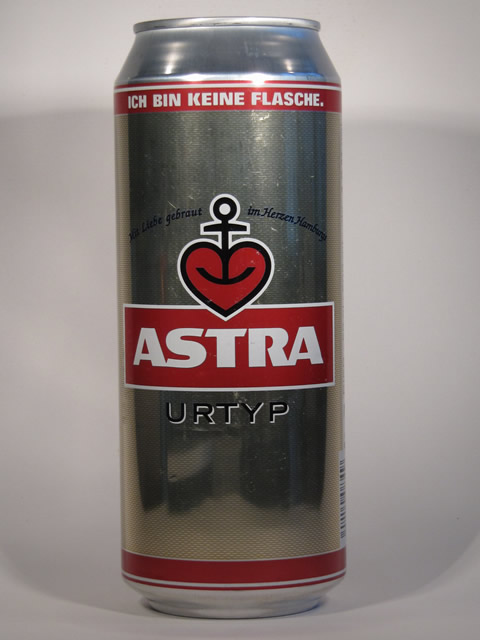 ICH BIN KEINE FLASCHE.
Mit Liebe gebraut im Herzen Hamburgs
ASTRA
URTYP